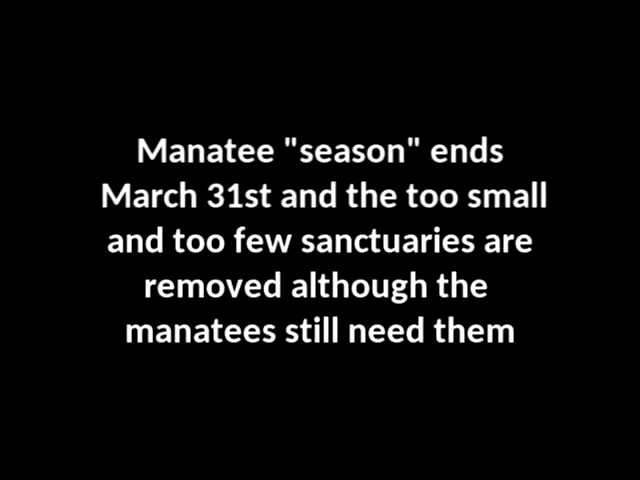 Manatee "season" ends
March 31st and the too small
and too few sanctuaries are
removed although the
manatees still need them